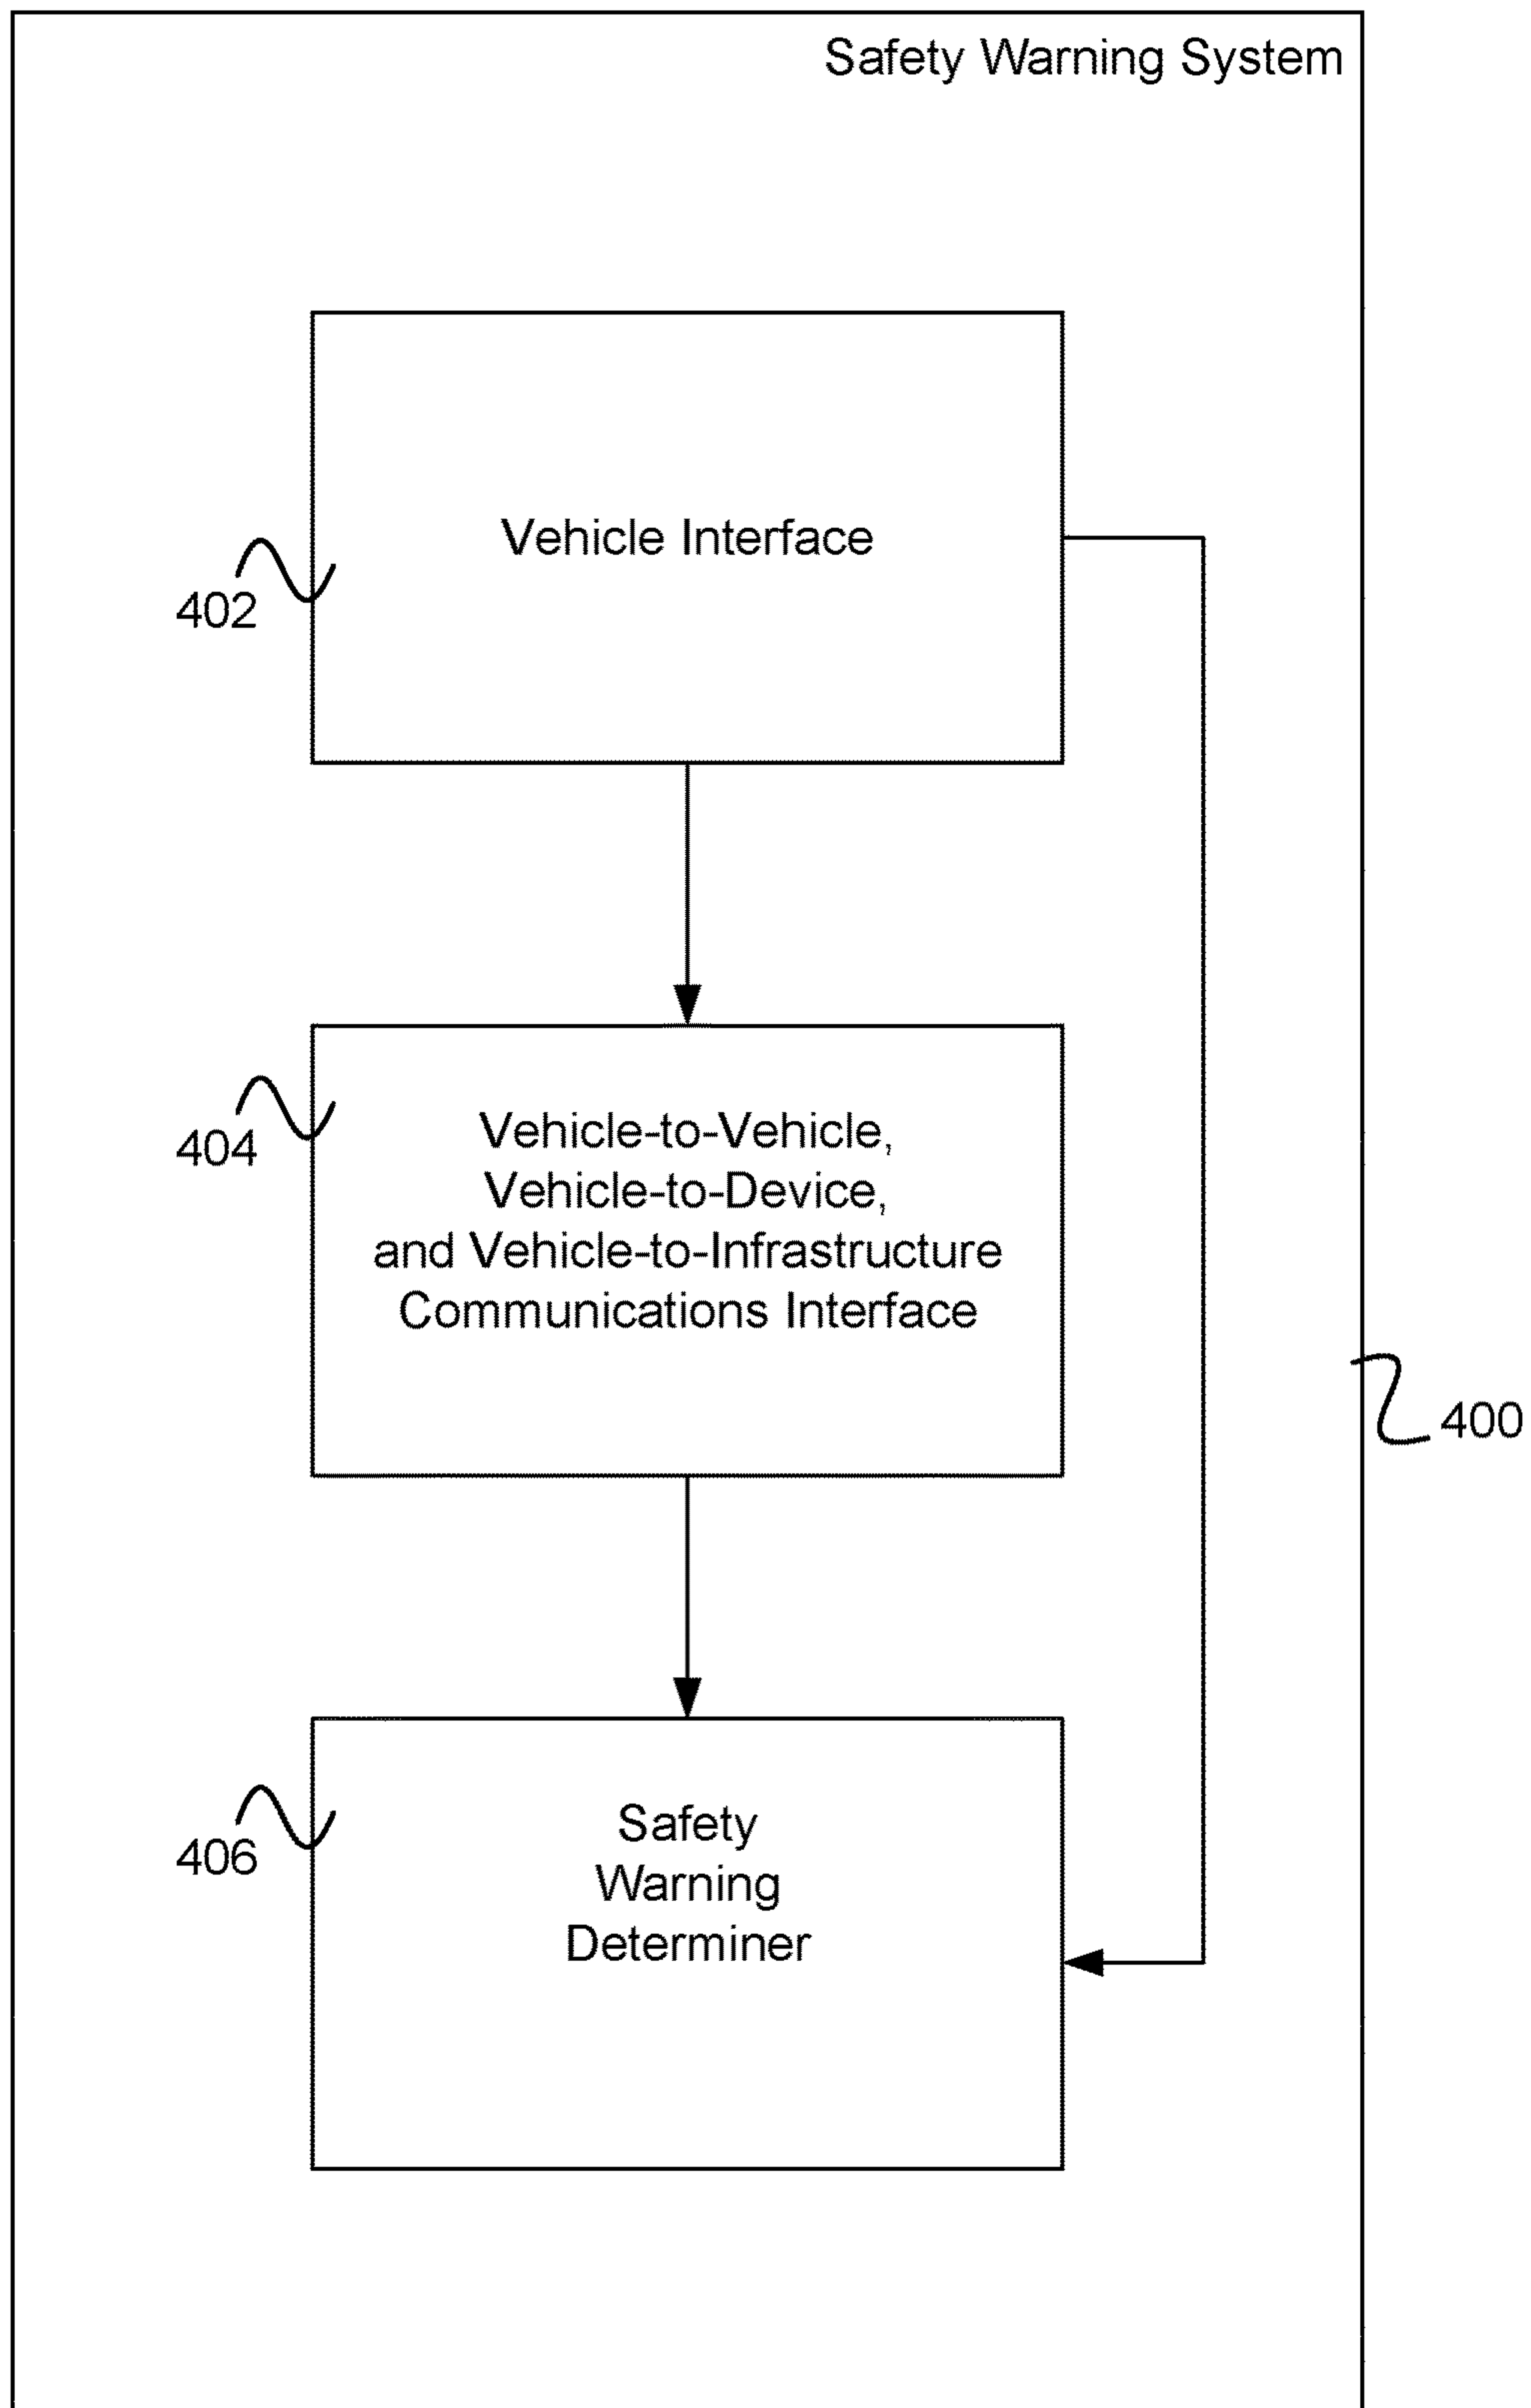 Safety Warning System
Vehicle Interface
402
Vehicle-to-Vehicle,
Vehicle-to-Device,
and Vehicle-to-Infrastructure
Communications Interface
404
400
Safety
Warning
Determiner
406